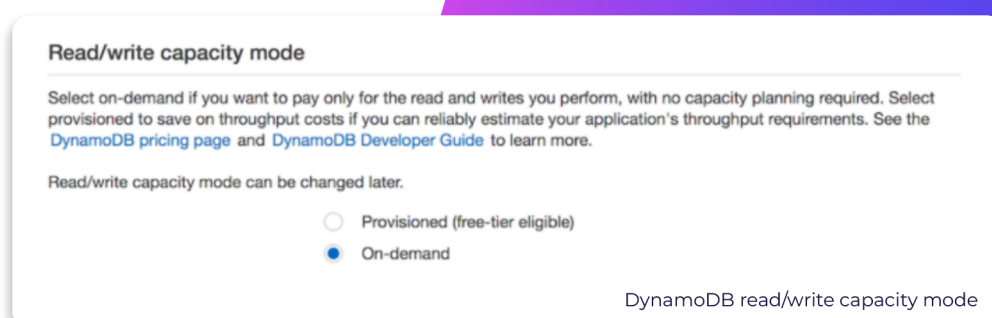 Read/write capacity mode
Select on-demand if you want to pay only for the read and writes you perform, with no capacity planning required. Select
provisioned to save on throughput costs if you can reliably estimate your application's throughput requirements. See the
DynamoDB pricing page and DynamoDB Developer Guide to learn more.
Read/write capacity mode can be changed later.
Provisioned (free-tier eligible)
On-demand
DynamoDB read/write capacity mode